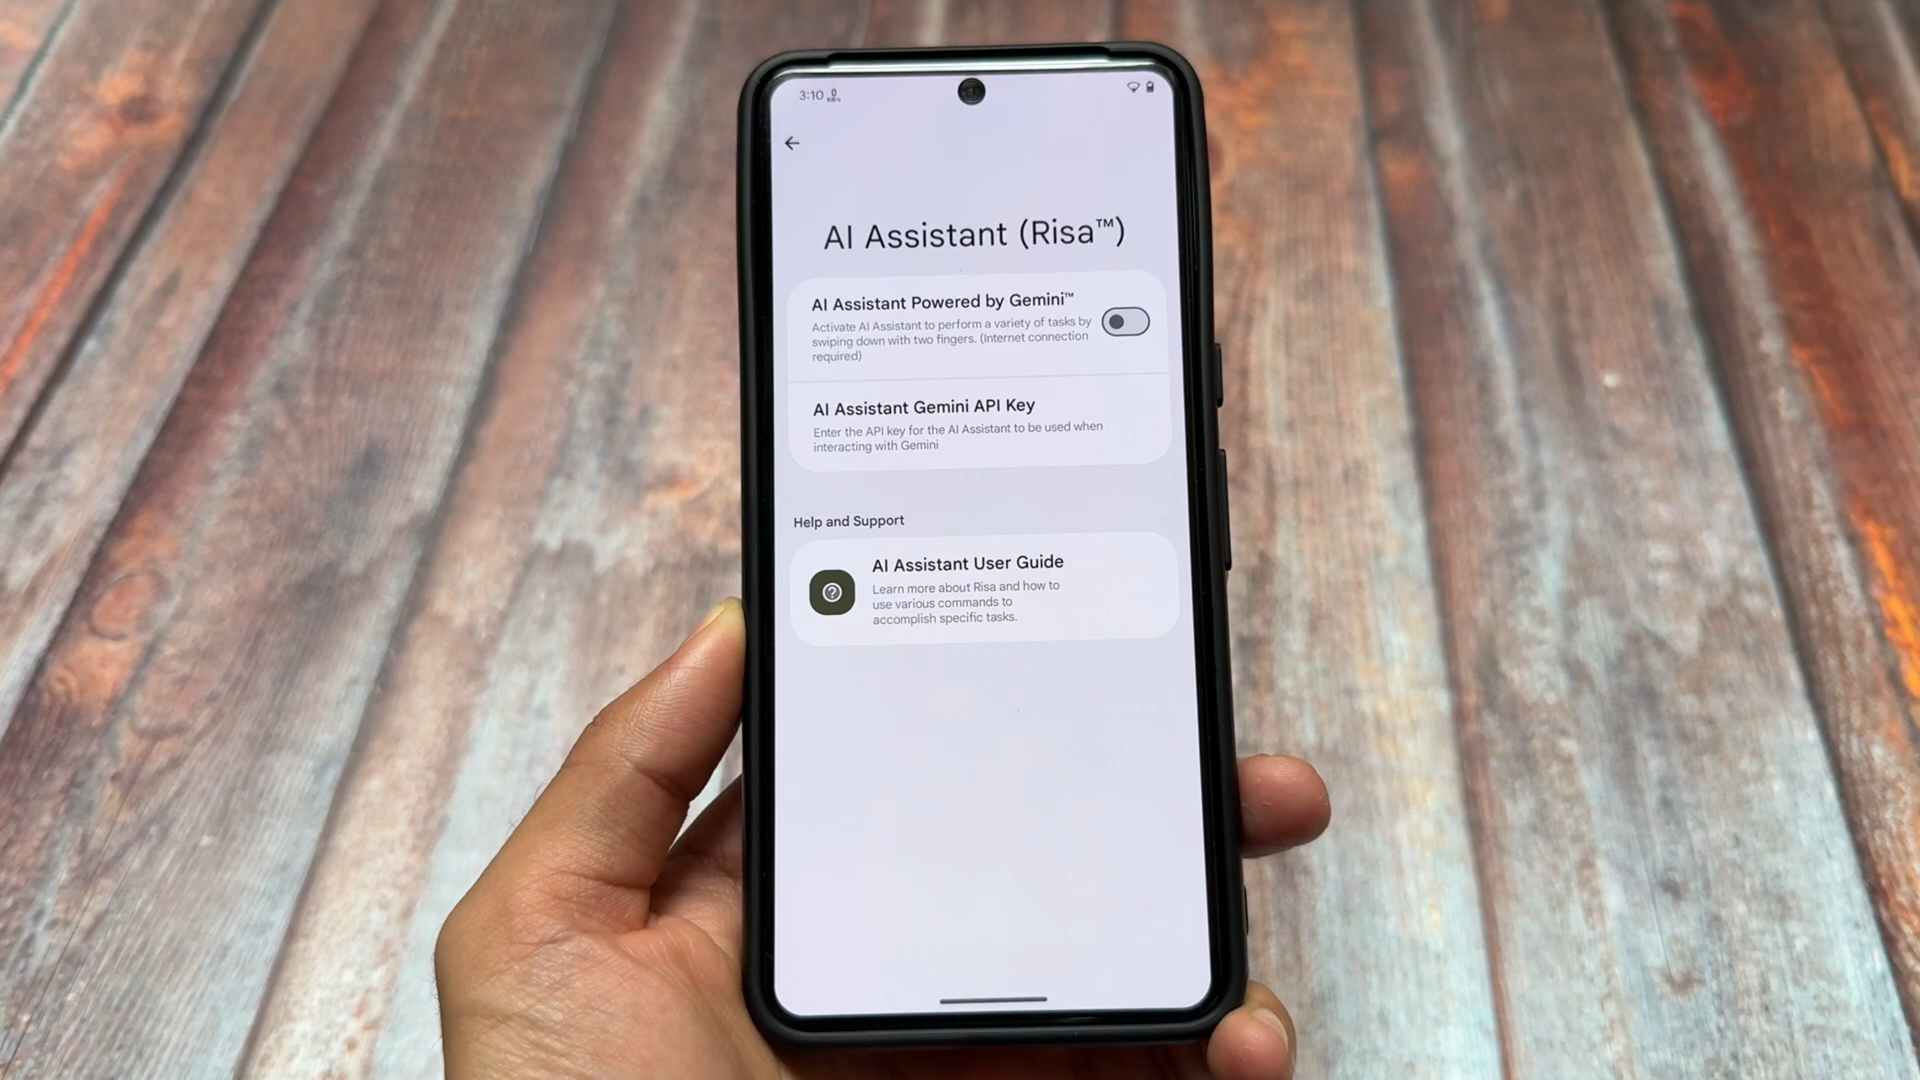 3:10 0
AI Assistant (Risa™)
AI Assistant Powered by Gemini™
Activate AI Assistant to perform a variety of tasks by
swiping down with two fingers. (Internet connection
required)
AI Assistant Gemini API Key
Enter the API key for the AI Assistant to be used when
interacting with Gemini
Help and Support
AI Assistant User Guide
Learn more about Risa and how to
use various commands to
accomplish specific tasks.